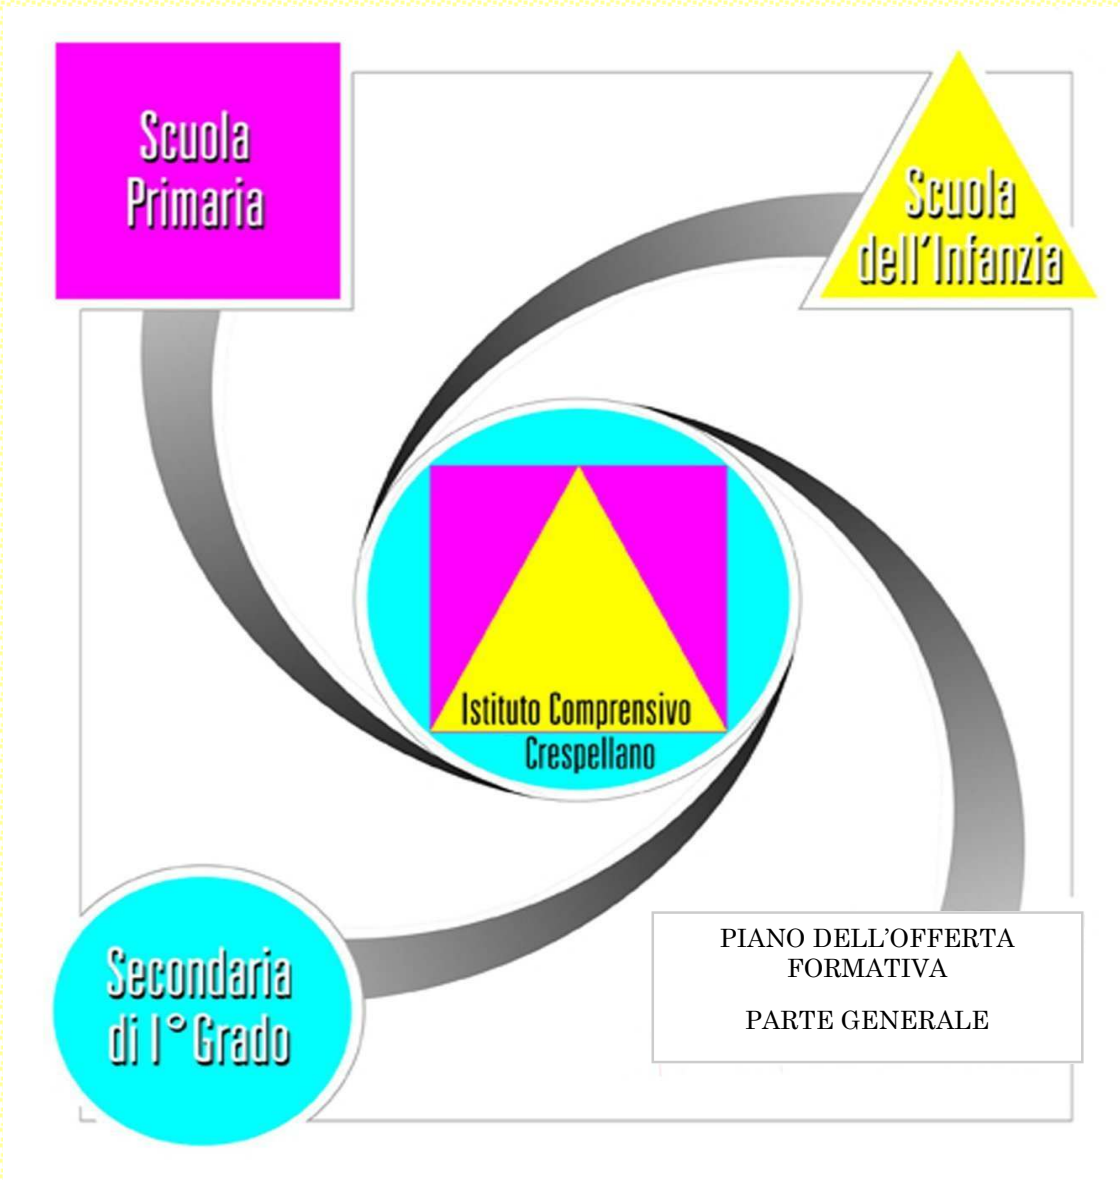 Scuola
Primaria
Scuola
dell'Infanzia
Istituto Comprensivo
Crespellano
Secondaria
di I° Grado
PIANO DELL'OFFERTA
FORMATIVA
PARTE GENERALE